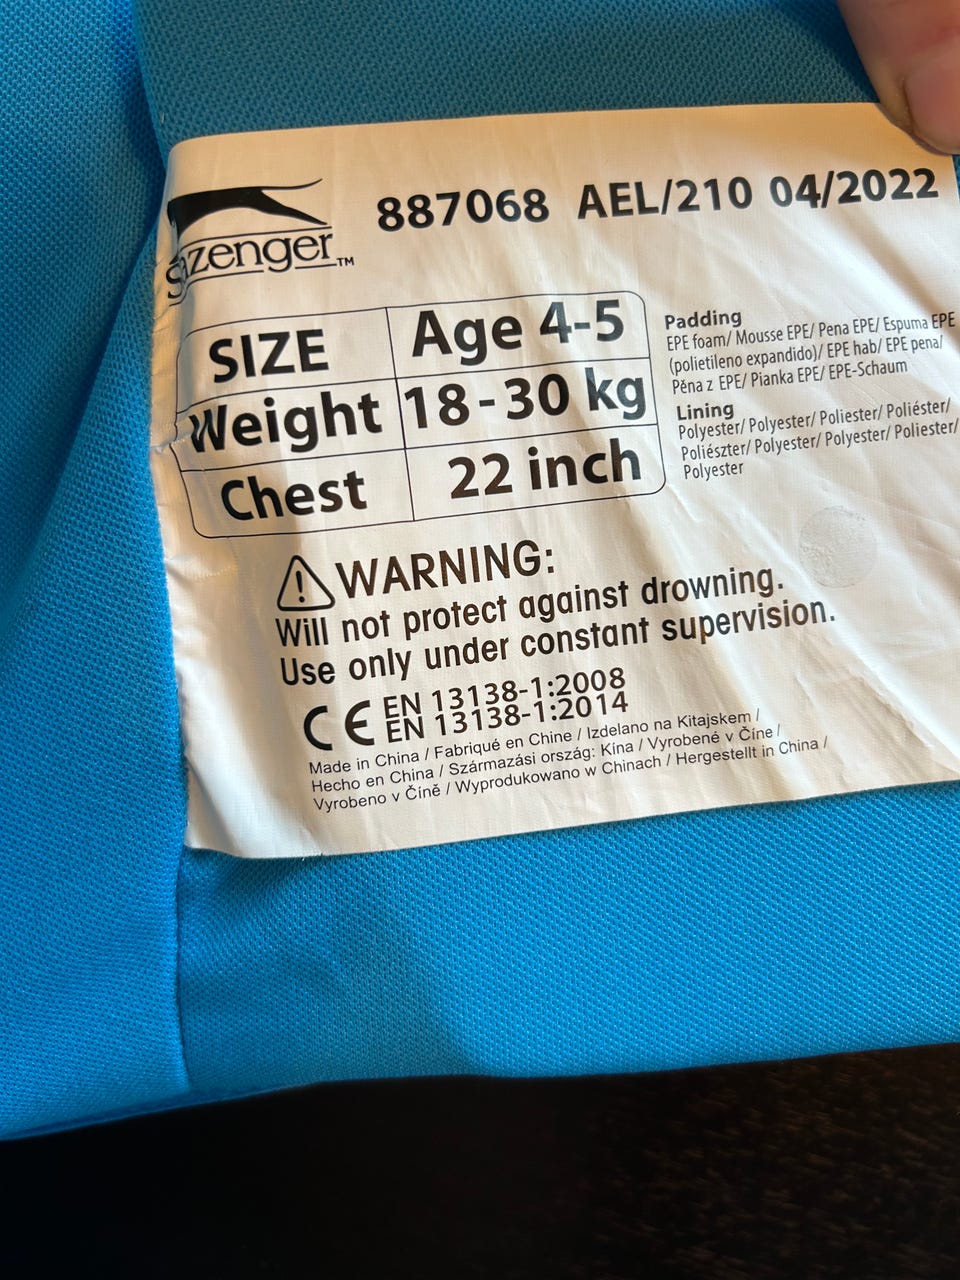 Slazenger™
887068 AEL/210 04/2022
SIZE Age 4-5
Weight 18-30 kg
Chest 22 inch
Padding
EPE foam/ Mousse EPE/ Pena EPE/ Espuma EPE
(polietileno expandido)/ EPE hab/ EPE pena/
Péna z EPE/ Pianka EPE/ EPE-Schaum
Lining
Polyester/ Polyester/ Poliester/ Poliéster/
Poliészter/ Polyester/ Polyester/ Poliester/
Polyester
WARNING:
Will not protect against drowning.
Use only under constant supervision.
CE EN 13138-1:2008
EN 13138-1:2014
Made in China / Fabriqué en Chine / Izdelano na Kitajskem /
Hecho en China / Származási ország: Kína / Vyrobené v Číne /
Vyrobeno v Číně / Wyprodukowano w Chinach / Hergestellt in China /